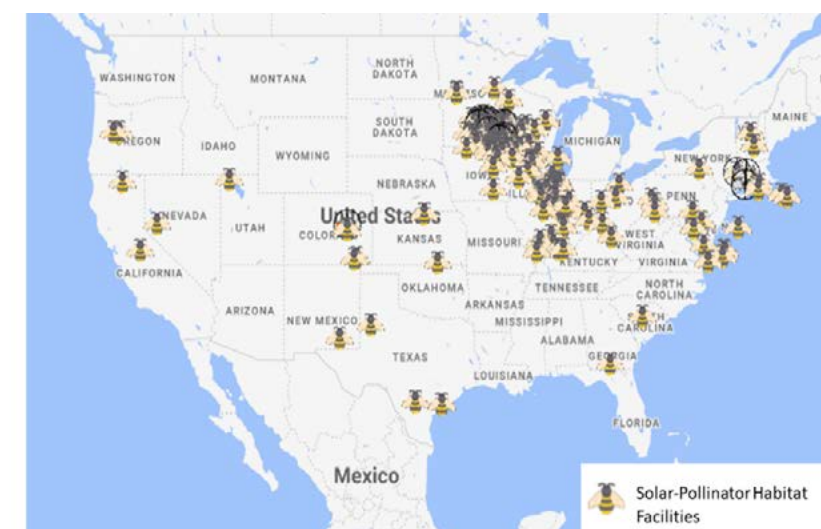 WASHINGTON
MONTANA
NORTH
DAKOTA
MAINE
OREGON
IDAHO
SOUTH
DAKOTA
MICHIGAN
WYOMING
NEW YORK
NEBRASKA
IOWA
PENN
NEVADA
UTAH
United States
COLORADO
KANSAS
MISSOURI
WEST
VIRGINIA
CALIFORNIA
KENTUCKY
VIRGINIA
OKLAHOMA
TENNESSEE
NORTH
CAROLINA
ARIZONA
NEW MEXICO
ARKANSAS
MISSISSIPPI
SOUTH
CAROLINA
ALABAMA
TEXAS
GEORGIA
LOUISIANA
FLORIDA
Mexico
Solar-Pollinator Habitat
Facilities